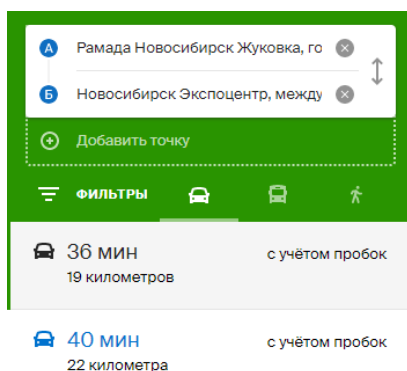 А Рамада Новосибирск Жуковка, го
Б Новосибирск Экспоцентр, между
Добавить точку
ФИЛЬТРЫ
36 мин с учётом пробок
19 километров
40 мин с учётом пробок
22 километра